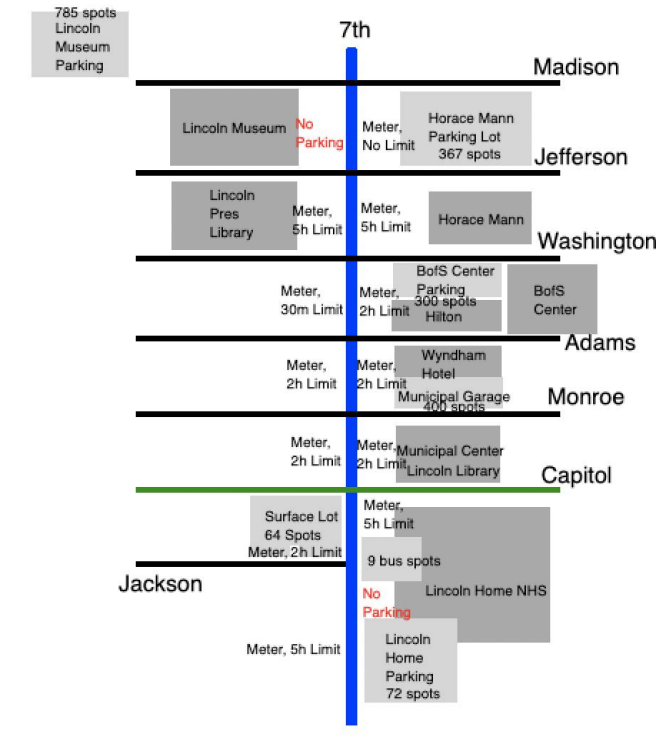 785 spots
Lincoln
Museum
Parking
7th
Madison
Lincoln Museum
No
Parking
Meter,
No Limit
Horace Mann
Parking Lot
367 spots
Jefferson
Lincoln
Pres
Library
Meter,
5h Limit
Meter,
5h Limit
Horace Mann
Washington
Meter,
30m Limit
Meter,
2h Limit
BofS Center
Parking
300 spots
Hilton
BofS
Center
Adams
Meter,
2h Limit
Meter,
2h Limit
Wyndham
Hotel
Municipal Garage
400 spots
Monroe
Meter,
2h Limit
Meter,
2h Limit
Municipal Center
Lincoln Library
Capitol
Surface Lot
64 Spots
Meter, 2h Limit
Meter,
5h Limit
9 bus spots
Jackson
No
Parking
Lincoln Home NHS
Meter, 5h Limit
Lincoln
Home
Parking
72 spots